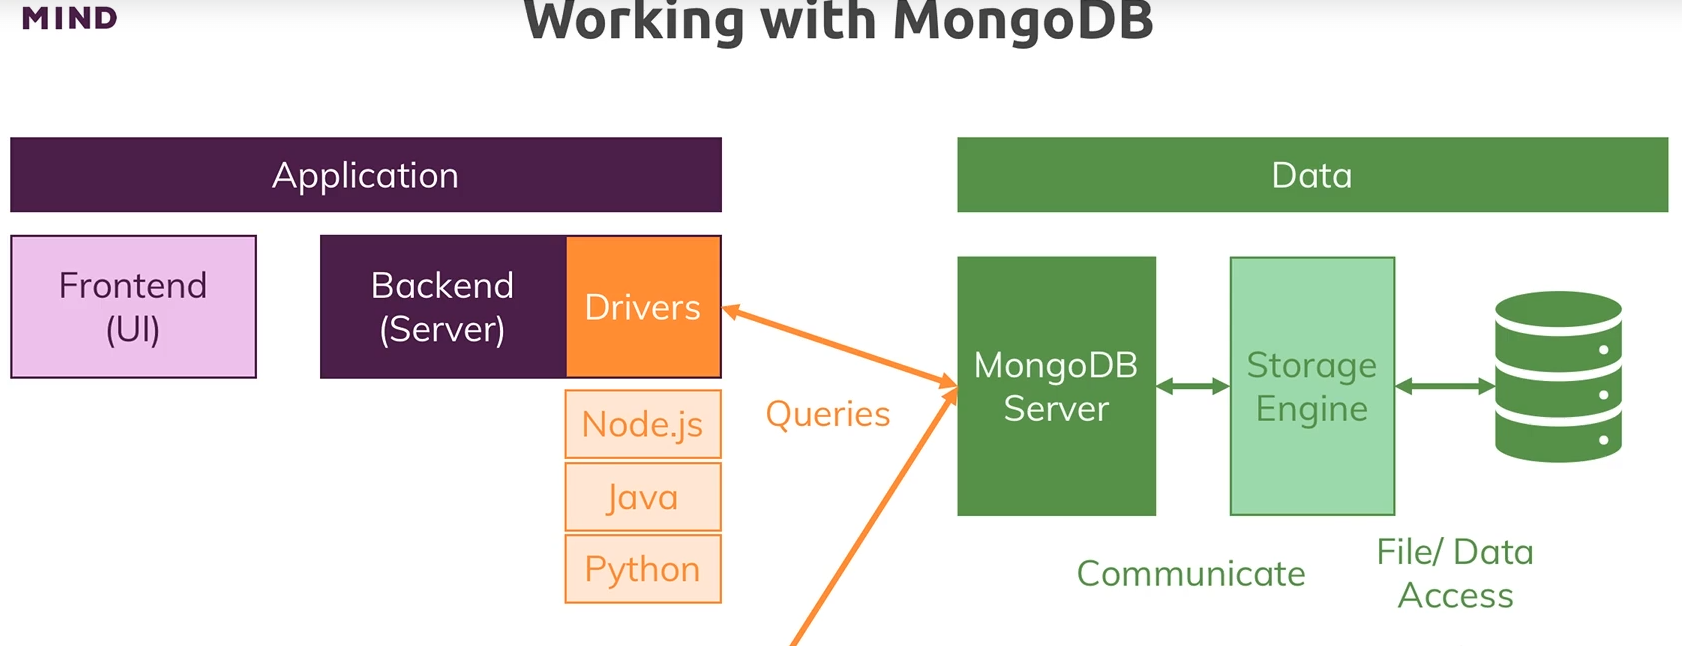 MIND
Working with MongoDB
Application
Data
Frontend
(UI)
Backend
(Server)
Drivers
Node.js
Java
Python
Queries
MongoDB
Server
Storage
Engine
Communicate
File/ Data
Access